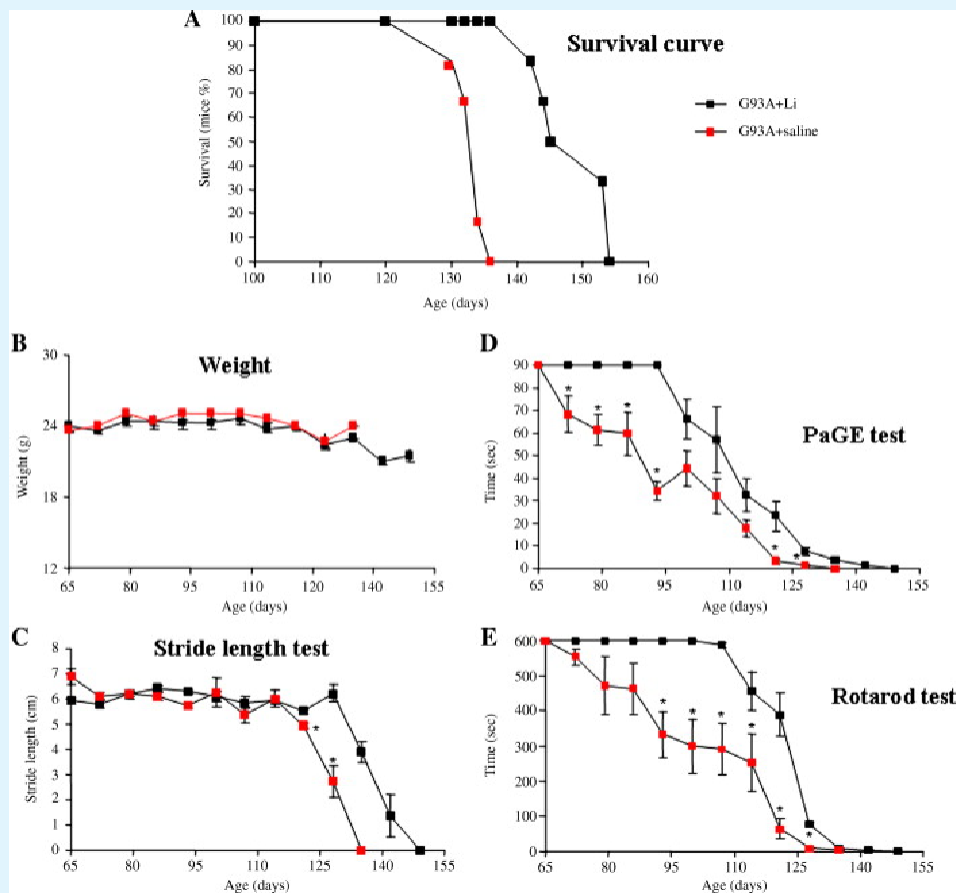 A
Survival curve
Survival (mice %)
100
90
80
70
60
50
40
30
20
10
0
100 110 120 130 140 150 160
Age (days)
G93A+Li
G93A+saline
B
Weight
Weight (g)
30
24
18
12
65 80 95 110 125 140 155
Age (days)
D
PaGE test
Time (sec)
90
80
70
60
50
40
30
20
10
0
* * * * * *
65 79 95 110 125 140 155
Age (days)
C
Stride length test
Stride length (cm)
8
7
6
5
4
3
2
1
0
* *
65 80 95 110 125 140 155
Age (days)
E
Rotarod test
Time (sec)
600
500
400
300
200
100
0
* * * * * *
65 80 95 110 125 140 155
Age (days)